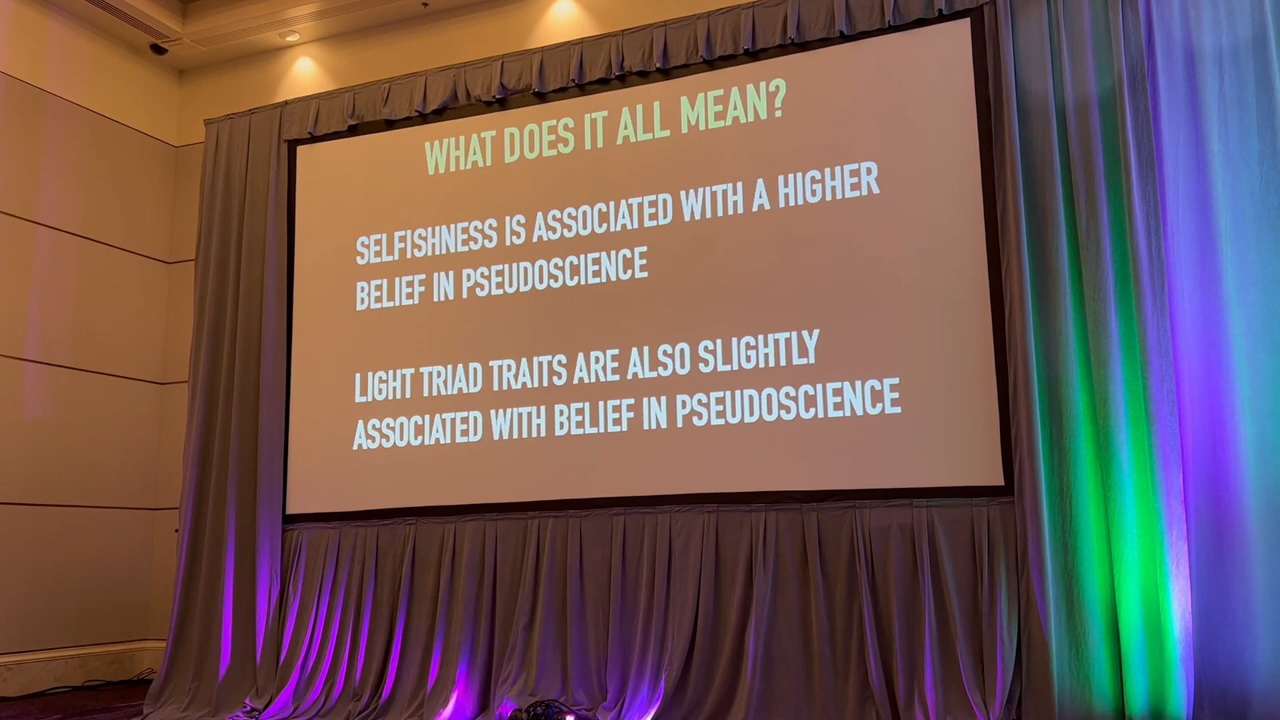 WHAT DOES IT ALL MEAN?
SELFISHNESS IS ASSOCIATED WITH A HIGHER
BELIEF IN PSEUDOSCIENCE
LIGHT TRIAD TRAITS ARE ALSO SLIGHTLY
ASSOCIATED WITH BELIEF IN PSEUDOSCIENCE